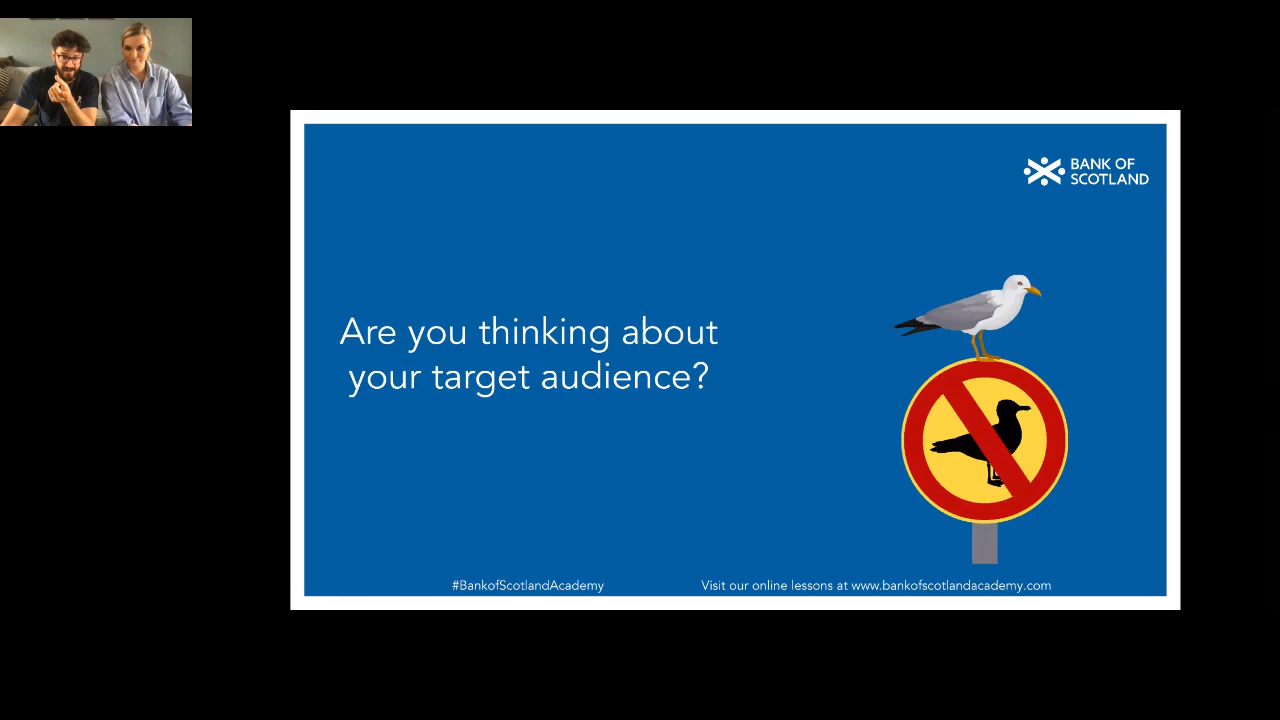 BANK OF
SCOTLAND
Are you thinking about
your target audience?
#BankofScotlandAcademy
Visit our online lessons at www.bankofscotlandacademy.com